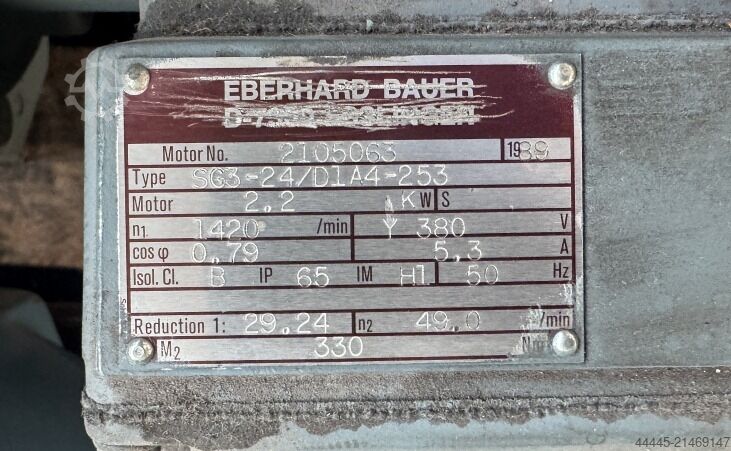 EBERHARD BAUER
Motor No. 2105063 1989
Type SG3-24/D1A4-253
Motor 2,2 KW S
n1. 1420 /min Y 380 V
cos φ 0,79 5,3 A
Isol. Cl. B IP 65 IM H1 50 Hz
Reduction 1: 29,24 n2 49,0 /min
M2 330 Nm
44445-21469147